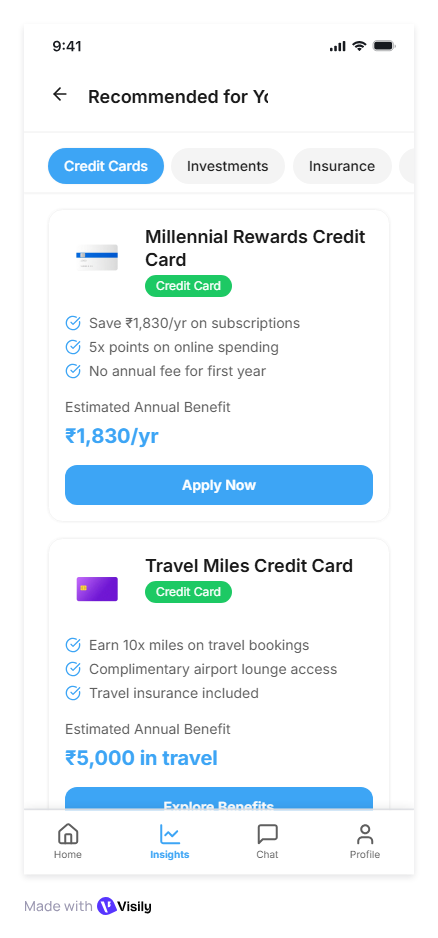 9:41
Recommended for Yo
Credit Cards
Investments
Insurance
Millennial Rewards Credit
Card
Credit Card
Save ₹1,830/yr on subscriptions
5x points on online spending
No annual fee for first year
Estimated Annual Benefit
₹1,830/yr
Apply Now
Travel Miles Credit Card
Credit Card
Earn 10x miles on travel bookings
Complimentary airport lounge access
Travel insurance included
Estimated Annual Benefit
₹5,000 in travel
Explore Benefits
Home
Insights
Chat
Profile
Made with Visily